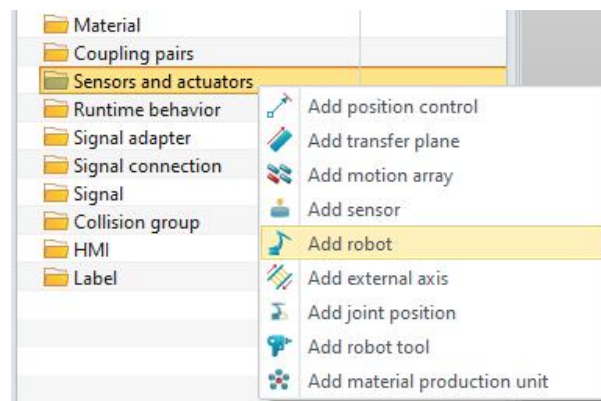 Material
Coupling pairs
Sensors and actuators
Runtime behavior
Signal adapter
Signal connection
Signal
Collision group
HMI
Label
Add position control
Add transfer plane
Add motion array
Add sensor
Add robot
Add external axis
Add joint position
Add robot tool
Add material production unit